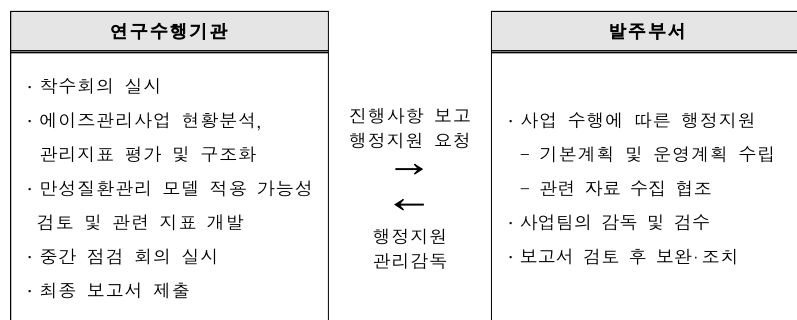 연구수행기관
· 착수회의 실시
· 에이즈관리사업 현황분석,
관리지표 평가 및 구조화
· 만성질환관리 모델 적용 가능성
검토 및 관련 지표 개발
· 중간 점검 회의 실시
· 최종 보고서 제출
진행사항 보고
행정지원 요청
→
←
행정지원
관리감독
발주부서
· 사업 수행에 따른 행정지원
- 기본계획 및 운영계획 수립
- 관련 자료 수집 협조
· 사업팀의 감독 및 검수
· 보고서 검토 후 보완·조치